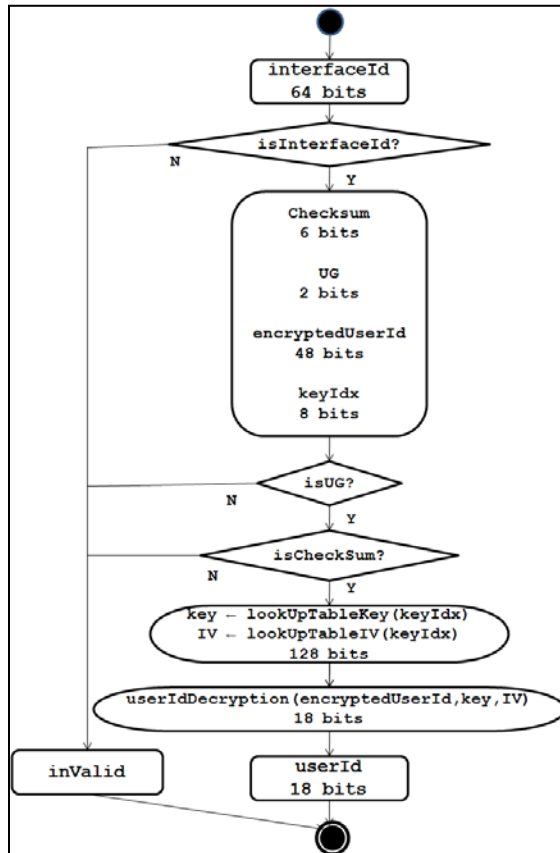 interfaceId
64 bits
isInterfaceId?
N
Y
Checksum
6 bits
UG
2 bits
encryptedUserId
48 bits
keyIdx
8 bits
isUG?
N
Y
isCheckSum?
N
Y
key ← lookUpTableKey(keyIdx)
IV ← lookUpTableIV(keyIdx)
128 bits
userIdDecryption(encryptedUserId,key,IV)
18 bits
inValid
userId
18 bits